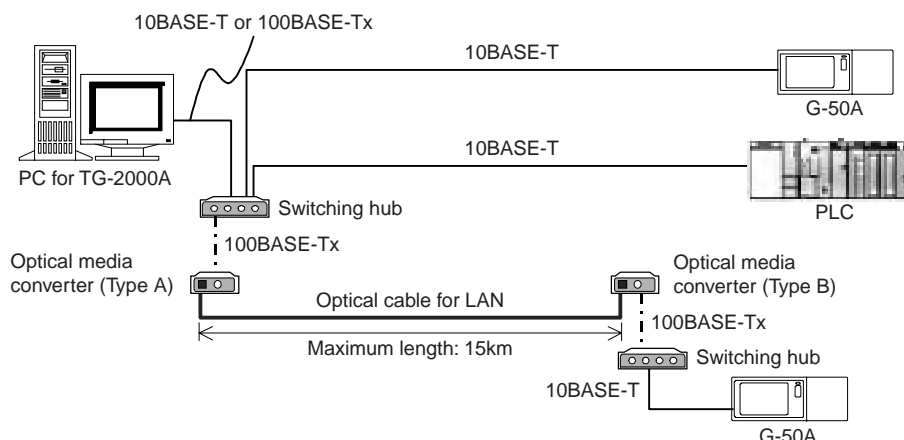 10BASE-T or 100BASE-Tx
10BASE-T
G-50A
PC for TG-2000A
10BASE-T
PLC
Switching hub
100BASE-Tx
Optical media
converter (Type A)
Optical cable for LAN
Optical media
converter (Type B)
100BASE-Tx
Maximum length: 15km
Switching hub
10BASE-T
G-50A